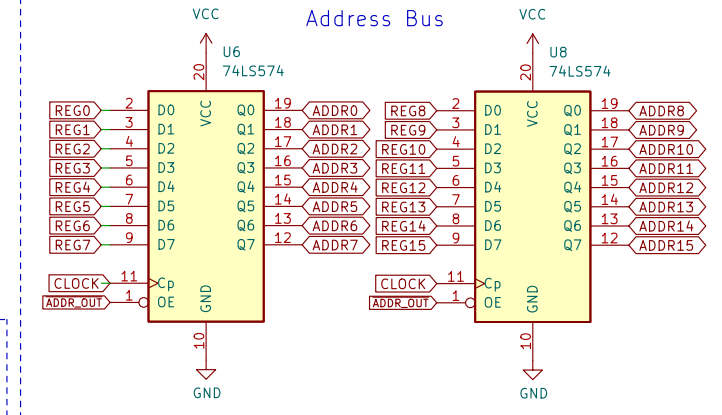 Address Bus
VCC
U6
74LS574
20
VCC
REG0 2 D0 Q0 19 ADDR0
REG1 3 D1 Q1 18 ADDR1
REG2 4 D2 Q2 17 ADDR2
REG3 5 D3 Q3 16 ADDR3
REG4 6 D4 Q4 15 ADDR4
REG5 7 D5 Q5 14 ADDR5
REG6 8 D6 Q6 13 ADDR6
REG7 9 D7 Q7 12 ADDR7
CLOCK 11 Cp
ADDR_OUT 1 OE
GND
10
GND
VCC
U8
74LS574
20
VCC
REG8 2 D0 Q0 19 ADDR8
REG9 3 D1 Q1 18 ADDR9
REG10 4 D2 Q2 17 ADDR10
REG11 5 D3 Q3 16 ADDR11
REG12 6 D4 Q4 15 ADDR12
REG13 7 D5 Q5 14 ADDR13
REG14 8 D6 Q6 13 ADDR14
REG15 9 D7 Q7 12 ADDR15
CLOCK 11 Cp
ADDR_OUT 1 OE
GND
10
GND